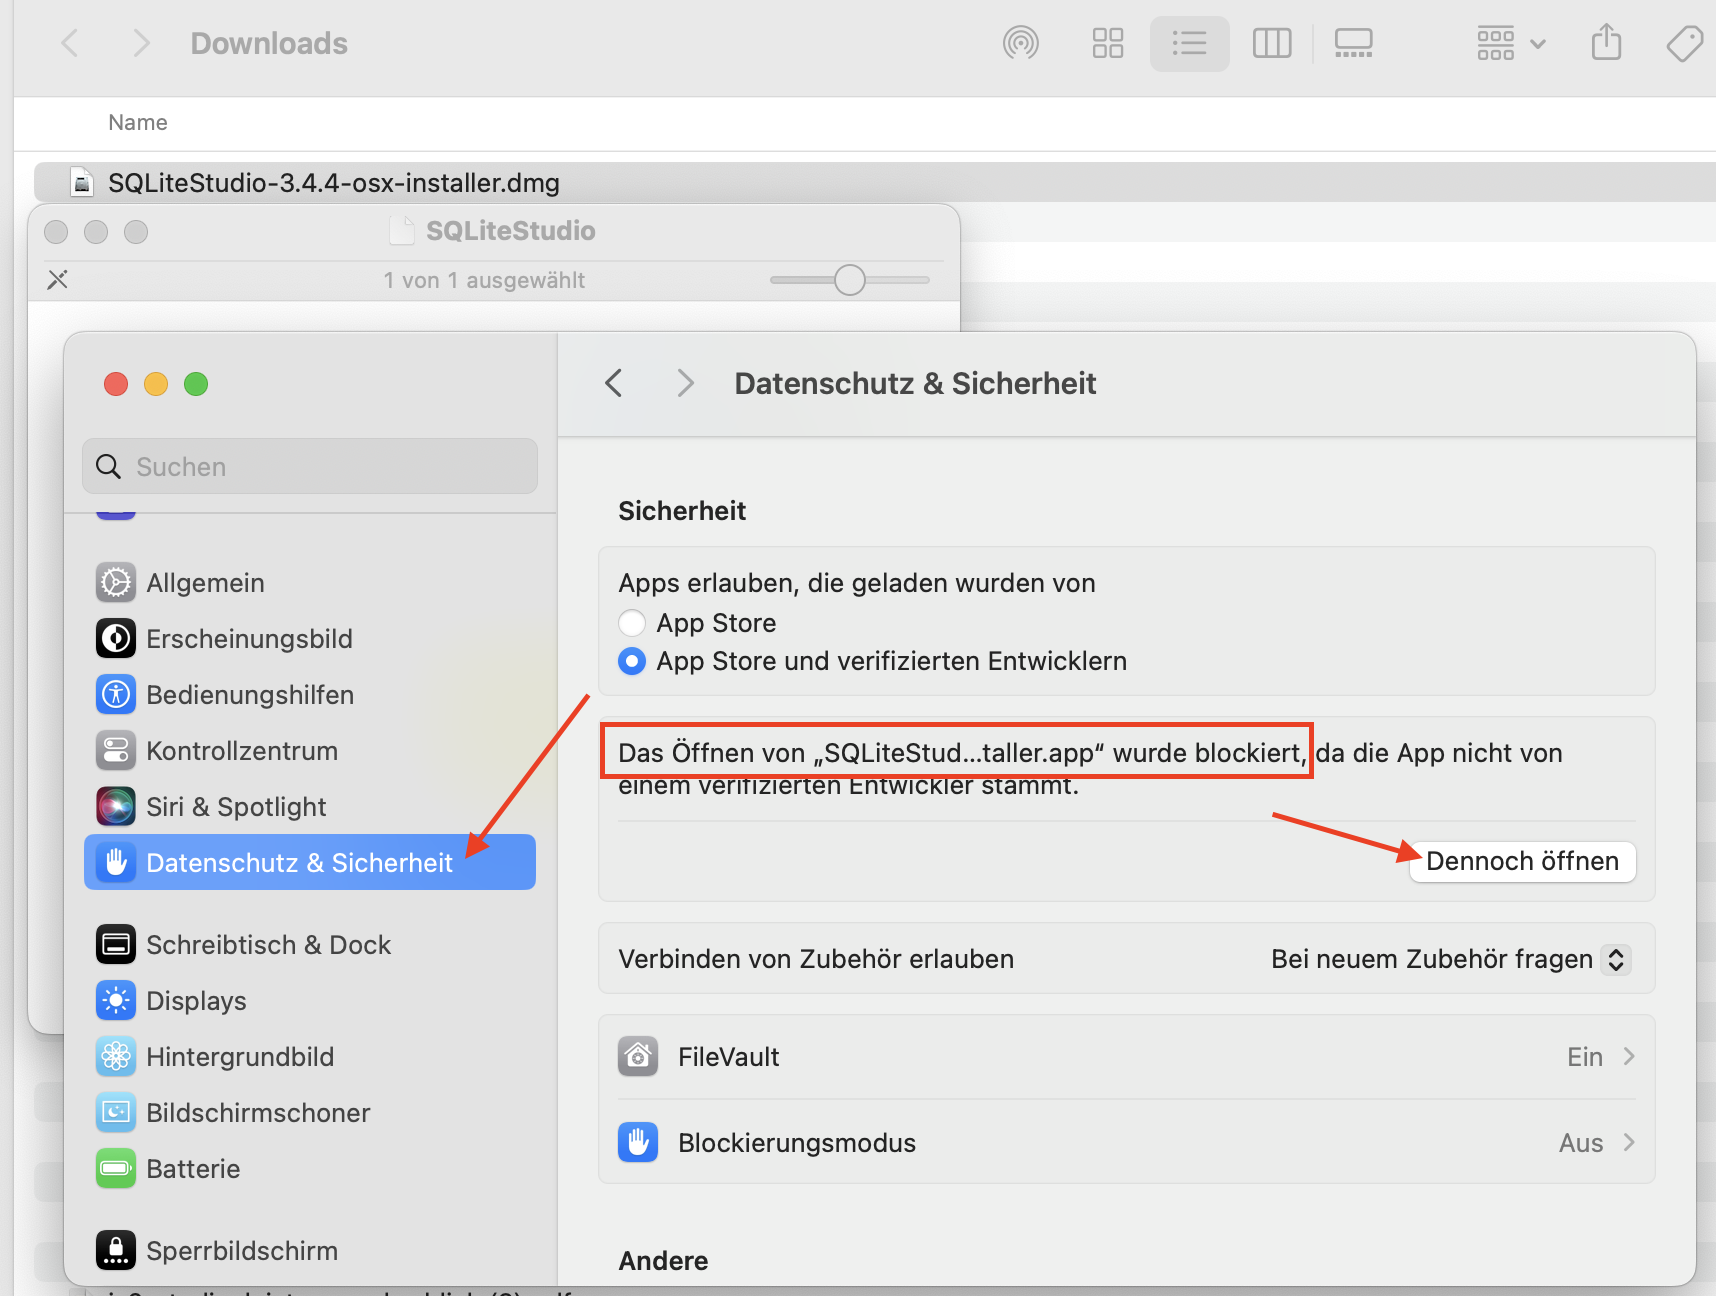 Downloads
Name
SQLiteStudio-3.4.4-osx-installer.dmg
SQLiteStudio
1 von 1 ausgewählt
Datenschutz & Sicherheit
Suchen
Allgemein
Erscheinungsbild
Bedienungshilfen
Kontrollzentrum
Siri & Spotlight
Datenschutz & Sicherheit
Schreibtisch & Dock
Displays
Hintergrundbild
Bildschirmschoner
Batterie
Sperrbildschirm
Sicherheit
Apps erlauben, die geladen wurden von
App Store
App Store und verifizierten Entwicklern
Das Öffnen von „SQLiteStud...taller.app“ wurde blockiert, da die App nicht von
einem verifizierten Entwickler stammt.
Dennoch öffnen
Verbinden von Zubehör erlauben
Bei neuem Zubehör fragen
FileVault
Ein
Blockierungsmodus
Aus
Andere